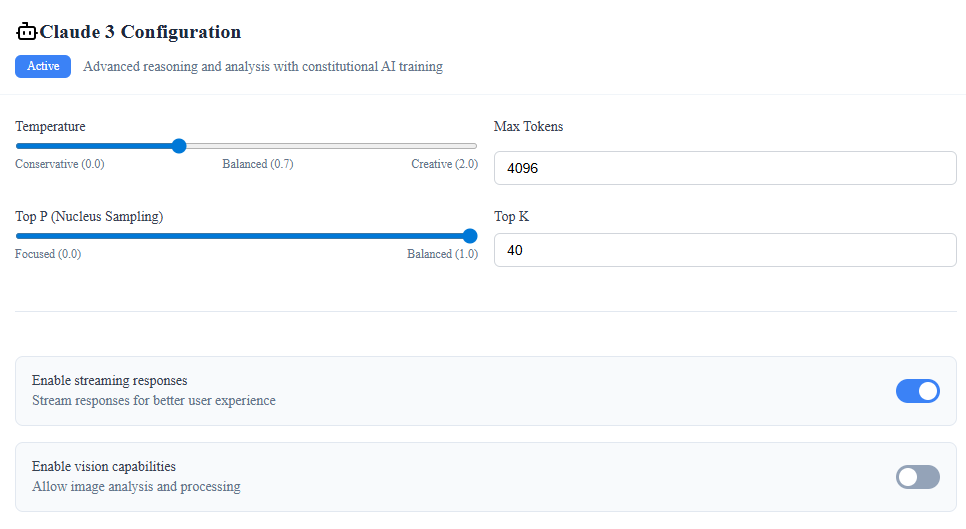 Claude 3 Configuration
Active Advanced reasoning and analysis with constitutional AI training
Temperature
Conservative (0.0) Balanced (0.7) Creative (2.0)
Max Tokens
4096
Top P (Nucleus Sampling)
Focused (0.0) Balanced (1.0)
Top K
40
Enable streaming responses
Stream responses for better user experience
Enable vision capabilities
Allow image analysis and processing